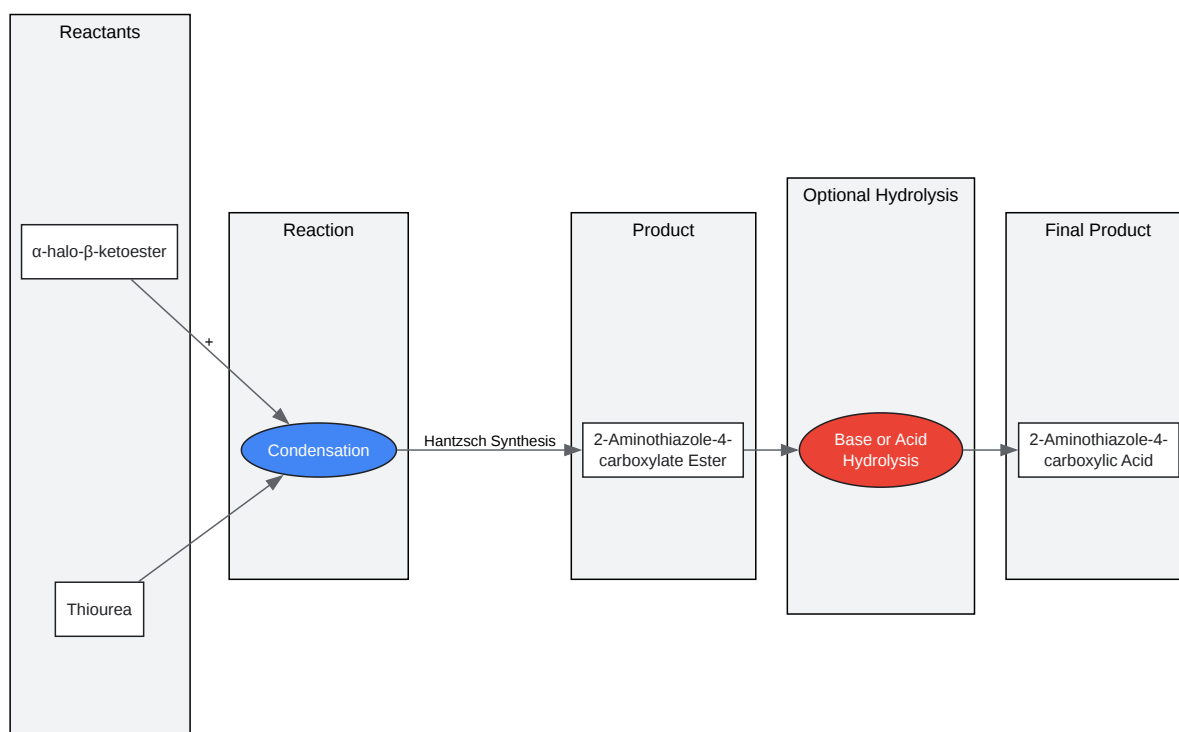 Reactants
α-halo-β-ketoester
+
Thiourea
Reaction
Condensation
Hantzsch Synthesis
Product
2-Aminothiazole-4-
carboxylate Ester
Optional Hydrolysis
Base or Acid
Hydrolysis
Final Product
2-Aminothiazole-4-
carboxylic Acid